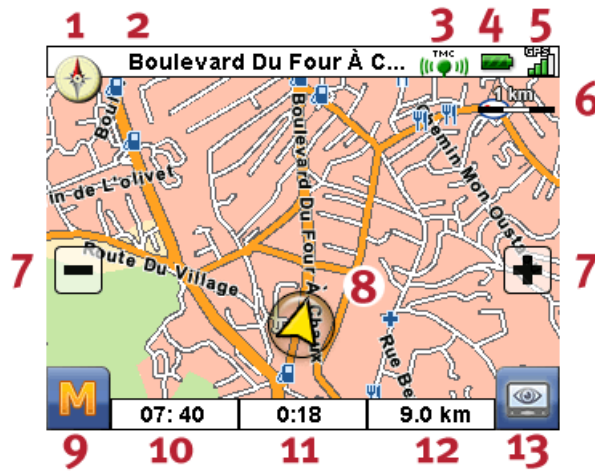 1 2 3 4 5
Boulevard Du Four À C... TMC GPS
1 km
6
Boul
Boulevard Du Four À Chaux
Chemin Mon Ousta
in-de-L'olivet
Route Du Village
7
−
+
7
8
Rue Be
M
07:40 0:18 9.0 km
9 10 11 12 13